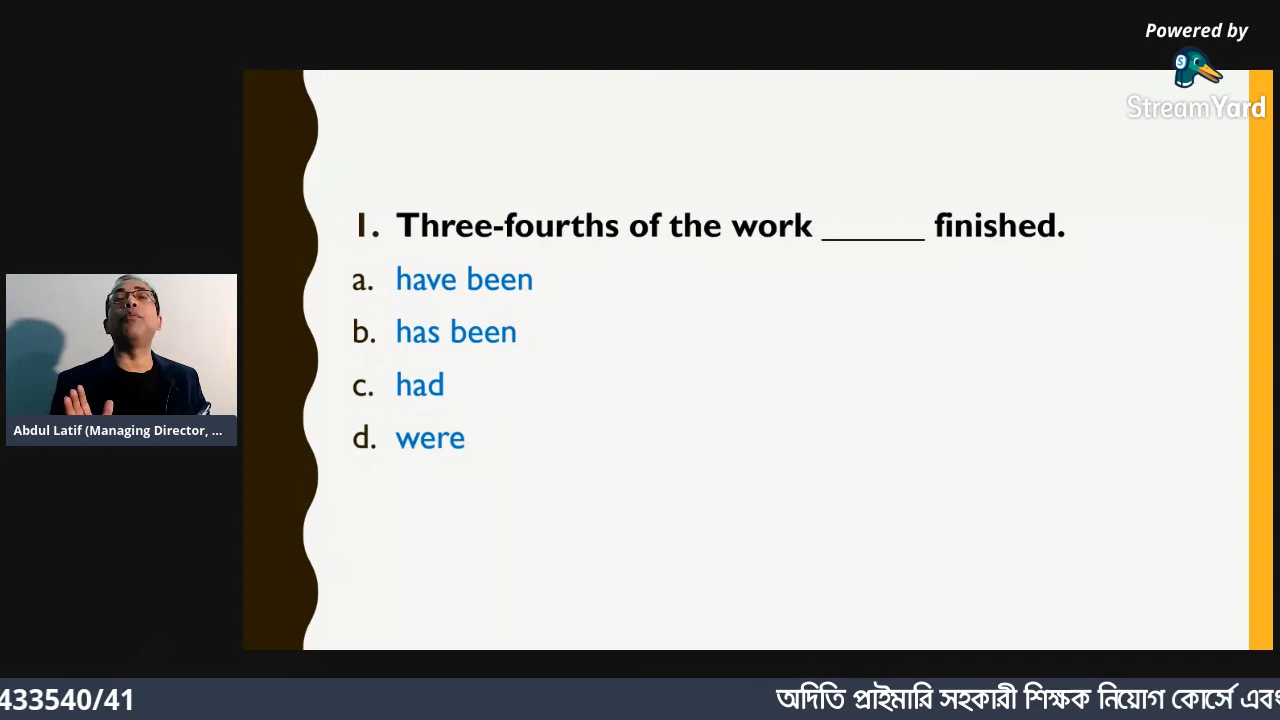 Powered by
StreamYard
1. Three-fourths of the work ______ finished.
a. have been
b. has been
c. had
d. were
Abdul Latif (Managing Director, ...
433540/41
অদিতি প্রাইমারি সহকারী শিক্ষক নিয়োগ কোর্সে এবং